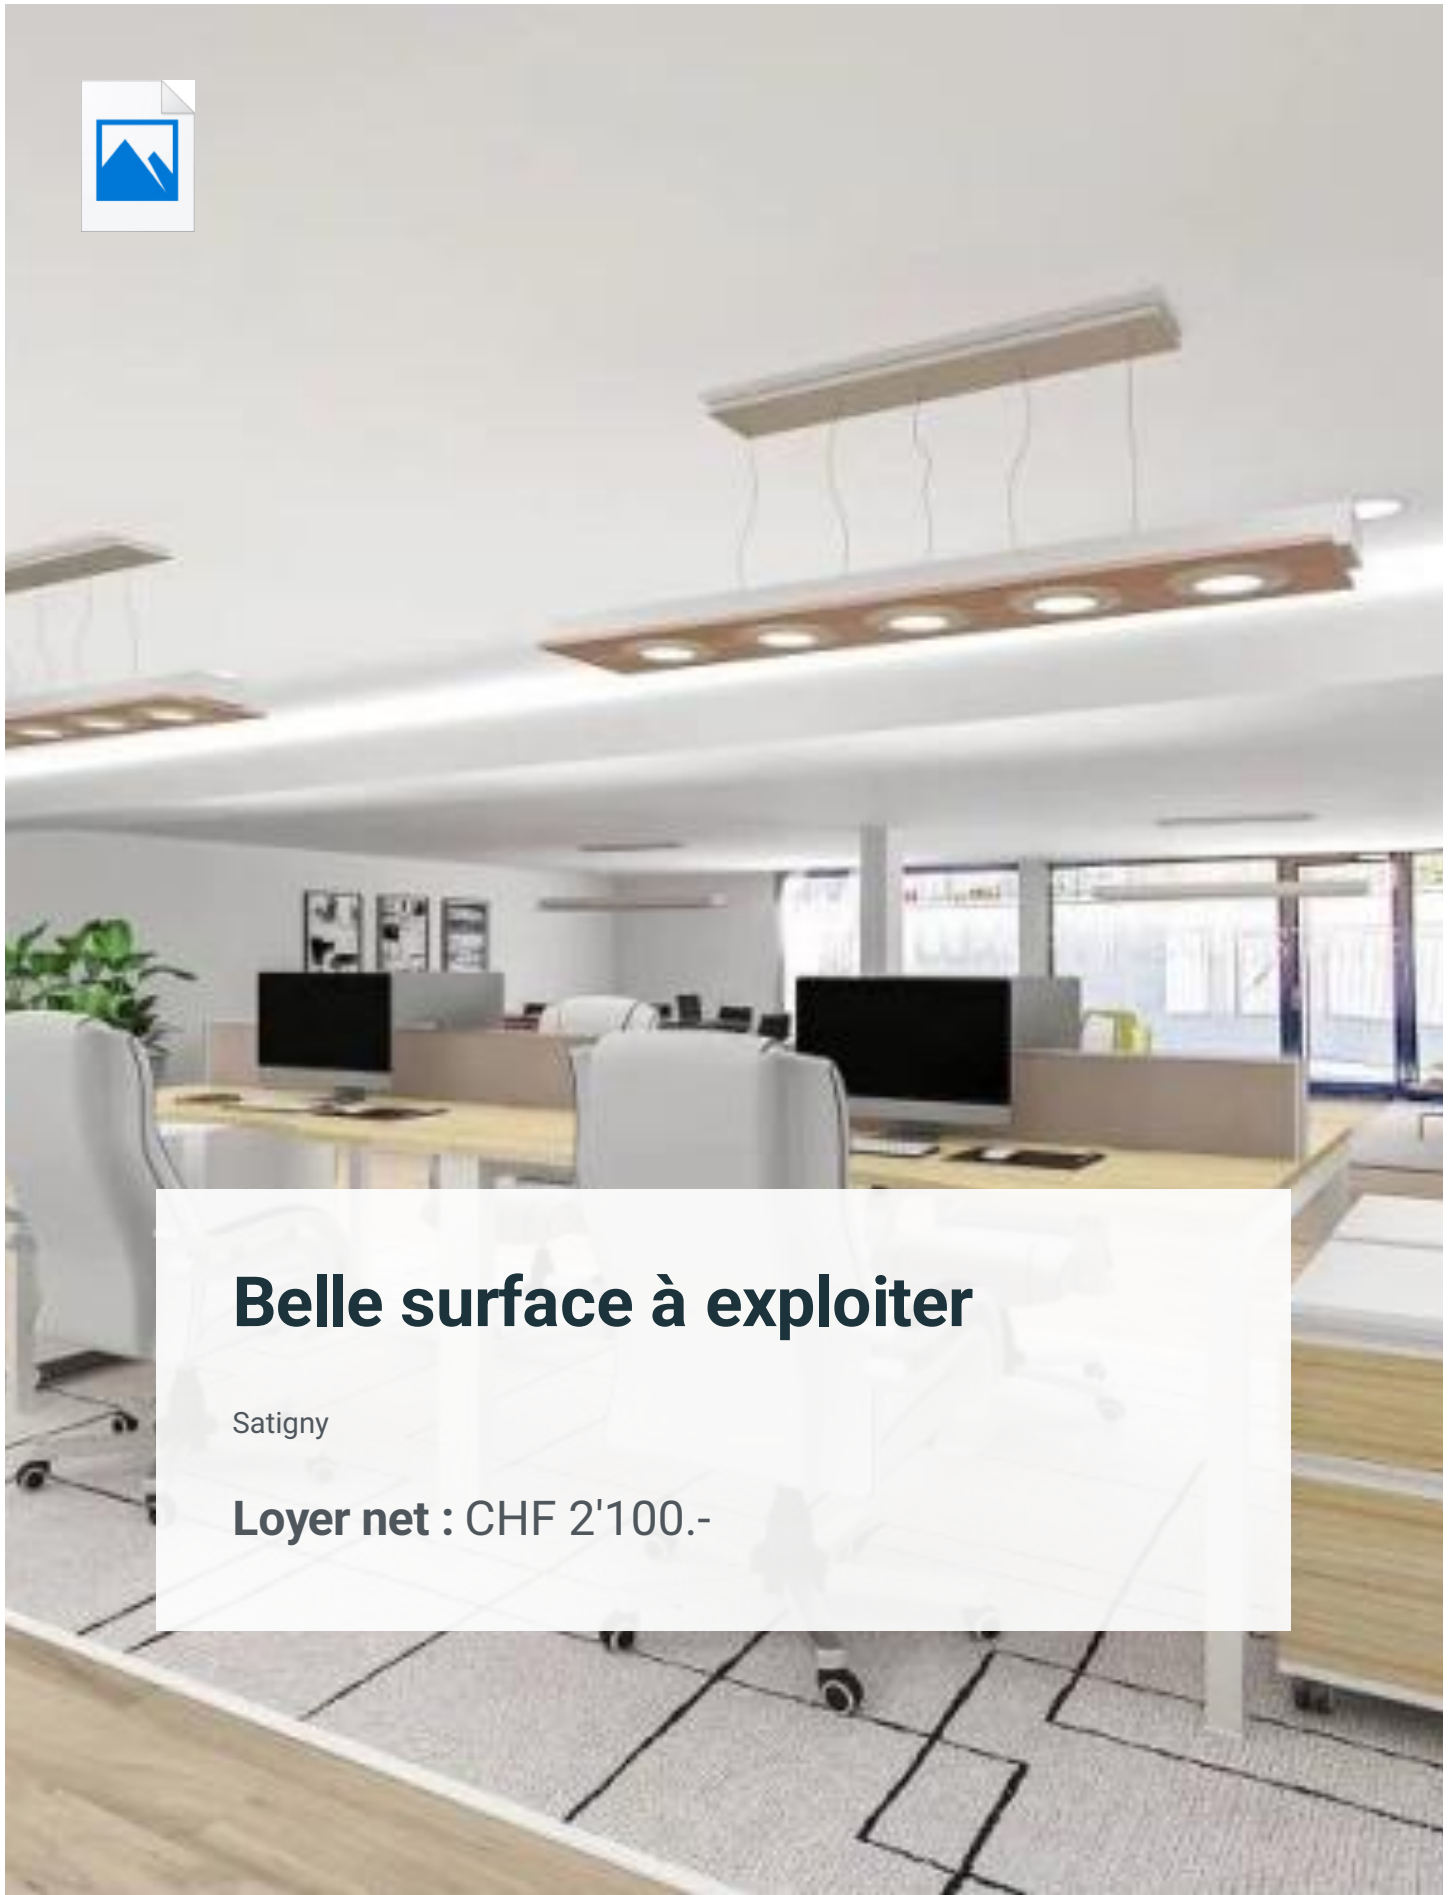 Belle surface à exploiter
Satigny
Loyer net : CHF 2'100.-